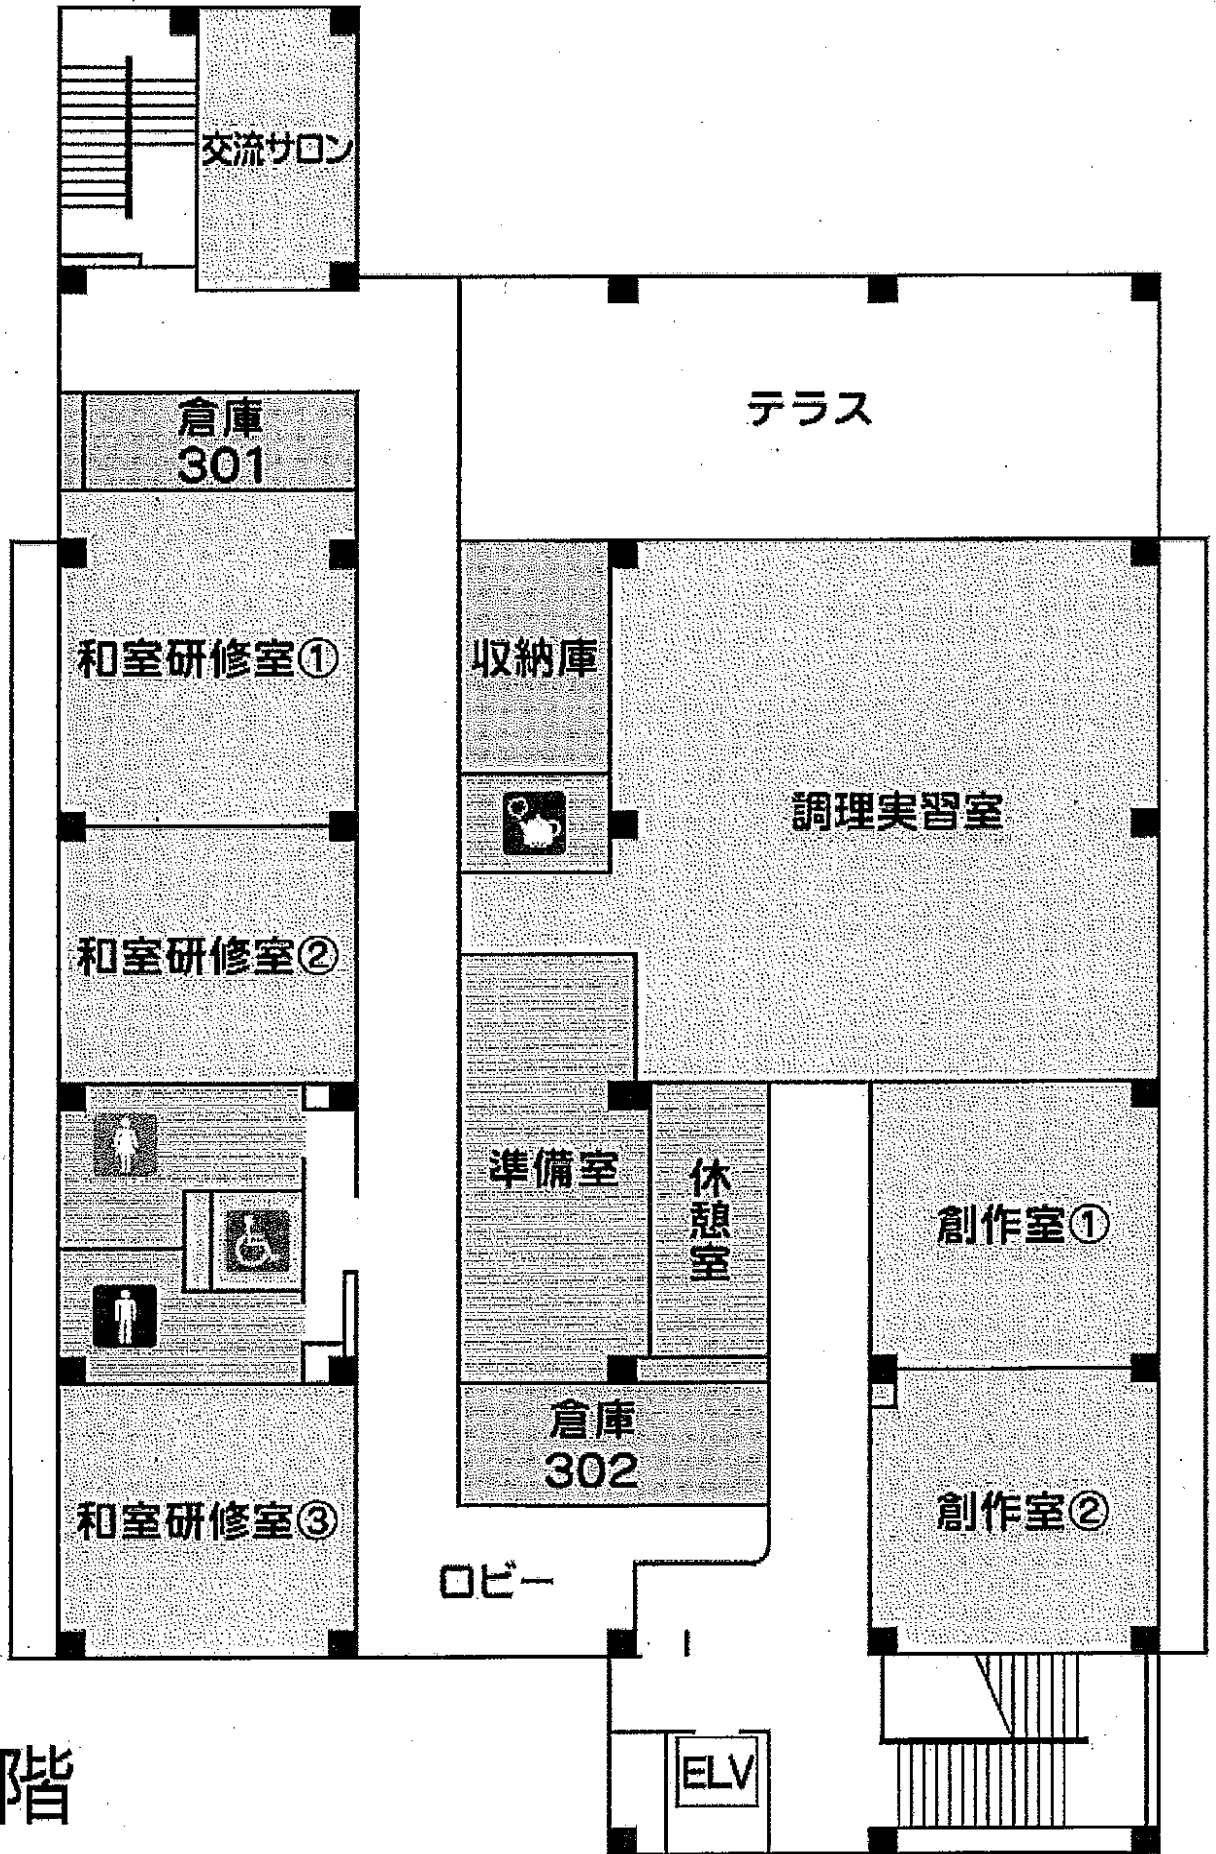 交流サロン
テラス
倉庫
301
和室研修室①
収納庫
調理実習室
和室研修室②
準備室
休憩室
創作室①
倉庫
302
和室研修室③
創作室②
ロビー
ELV
階